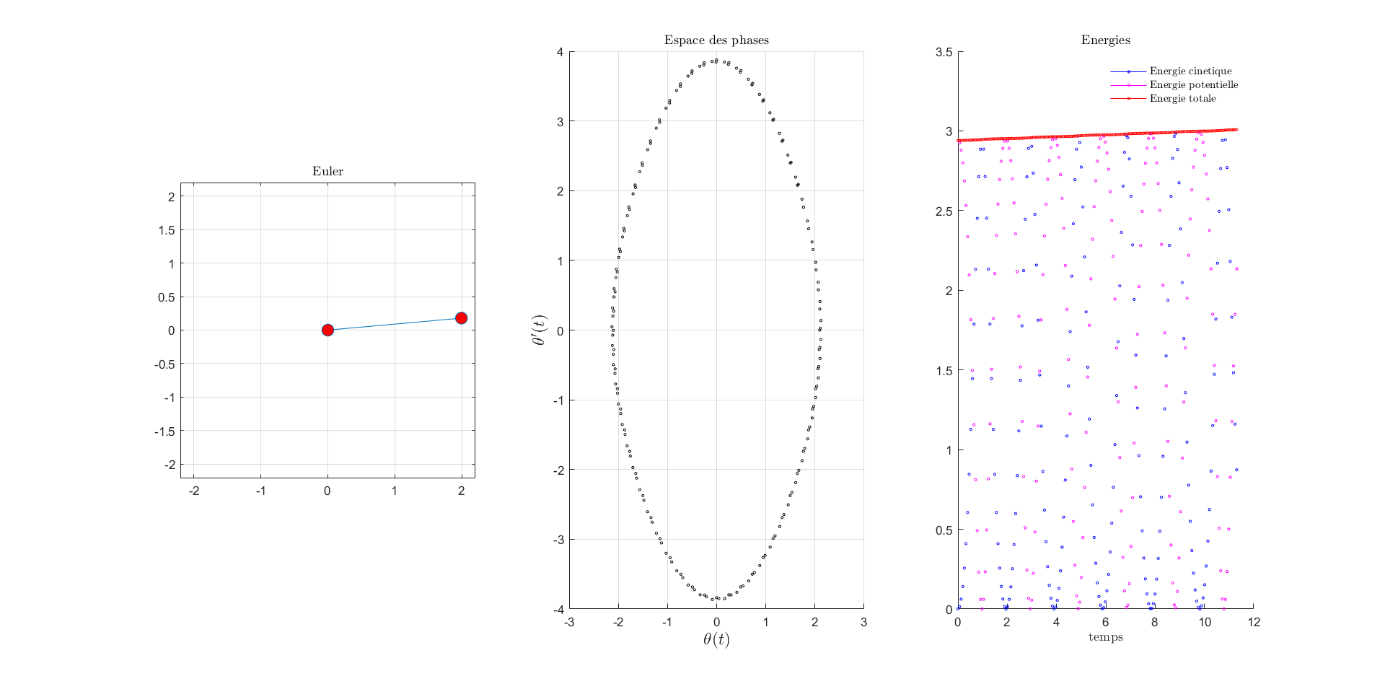 Euler
2
1.5
1
0.5
0
-0.5
-1
-1.5
-2
-2 -1 0 1 2
Espace des phases
4
3
2
1
0
-1
-2
-3
-4
-3 -2 -1 0 1 2 3
θ'(t)
θ(t)
Energies
Energie cinetique
Energie potentielle
Energie totale
3.5
3
2.5
2
1.5
1
0.5
0
0 2 4 6 8 10 12
temps